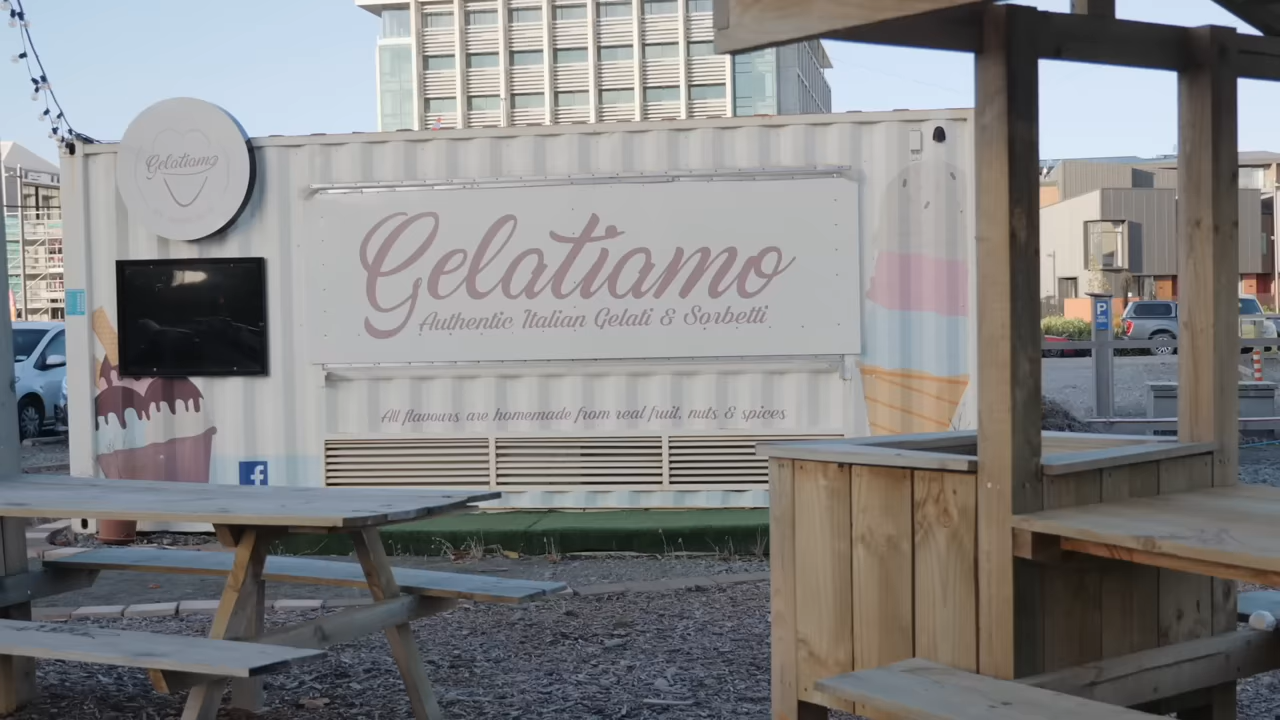 Gelatiamo
Gelatiamo
Authentic Italian Gelati & Sorbetti
All flavours are homemade from real fruit, nuts & spices
f
P